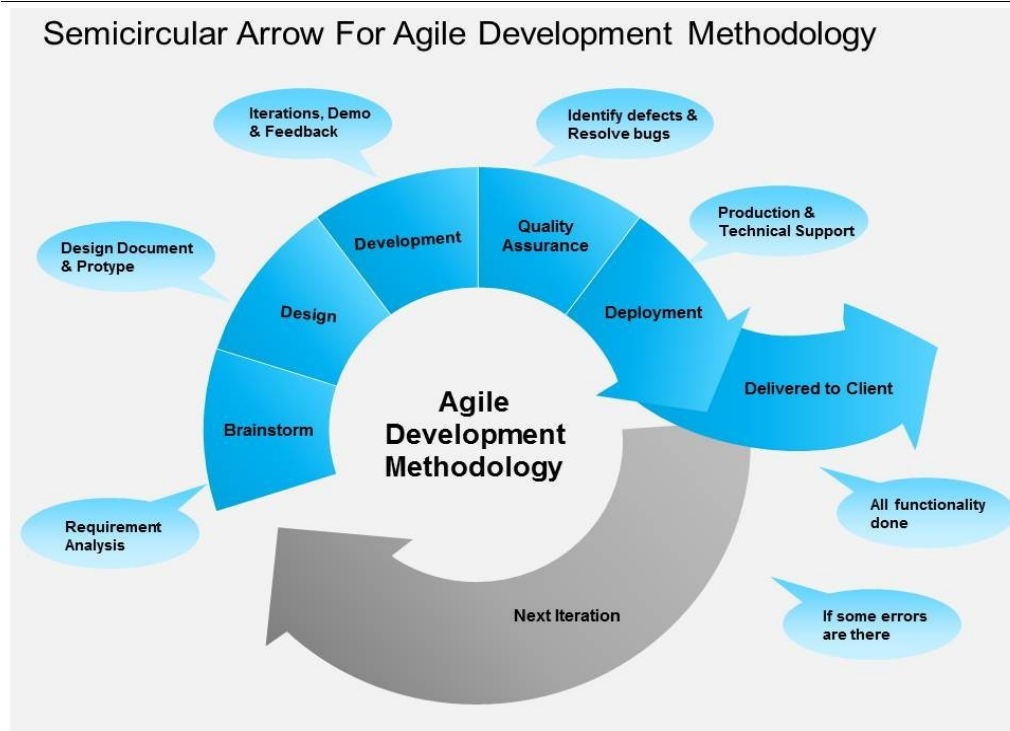 Semicircular Arrow For Agile Development Methodology
Iterations, Demo
& Feedback
Identify defects &
Resolve bugs
Design Document
& Protype
Production &
Technical Support
Development
Quality
Assurance
Design
Deployment
Brainstorm
Delivered to Client
Agile
Development
Methodology
Requirement
Analysis
All functionality
done
Next Iteration
If some errors
are there